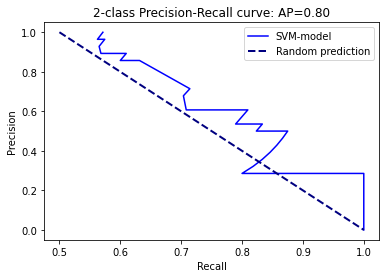 2-class Precision-Recall curve: AP=0.80
SVM-model
Random prediction
Precision
1.0
0.8
0.6
0.4
0.2
0.0
0.5
0.6
0.7
0.8
0.9
1.0
Recall